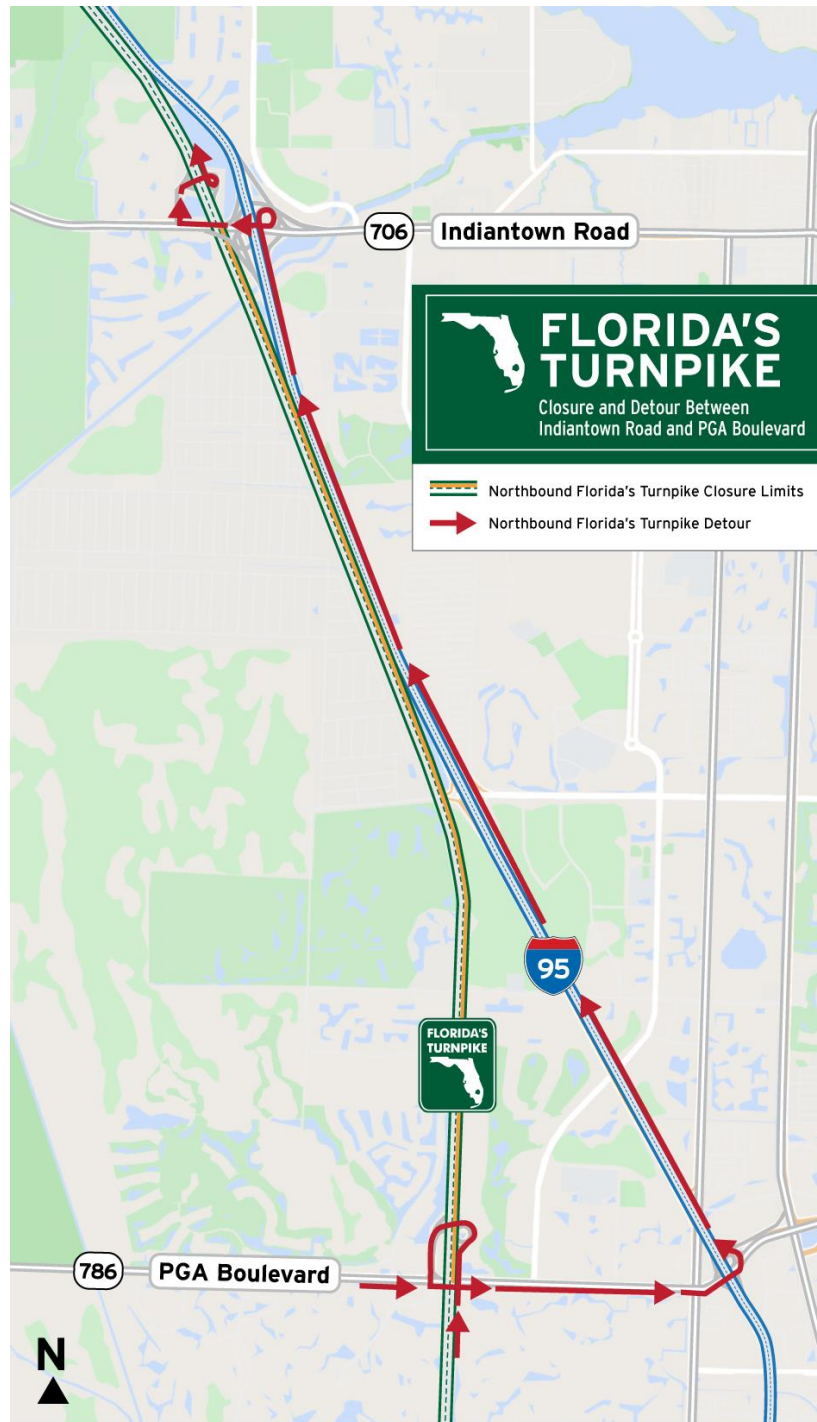 706
Indiantown Road
FLORIDA'S
TURNPIKE
Closure and Detour Between
Indiantown Road and PGA Boulevard
Northbound Florida's Turnpike Closure Limits
Northbound Florida's Turnpike Detour
95
FLORIDA'S
TURNPIKE
786
PGA Boulevard
N